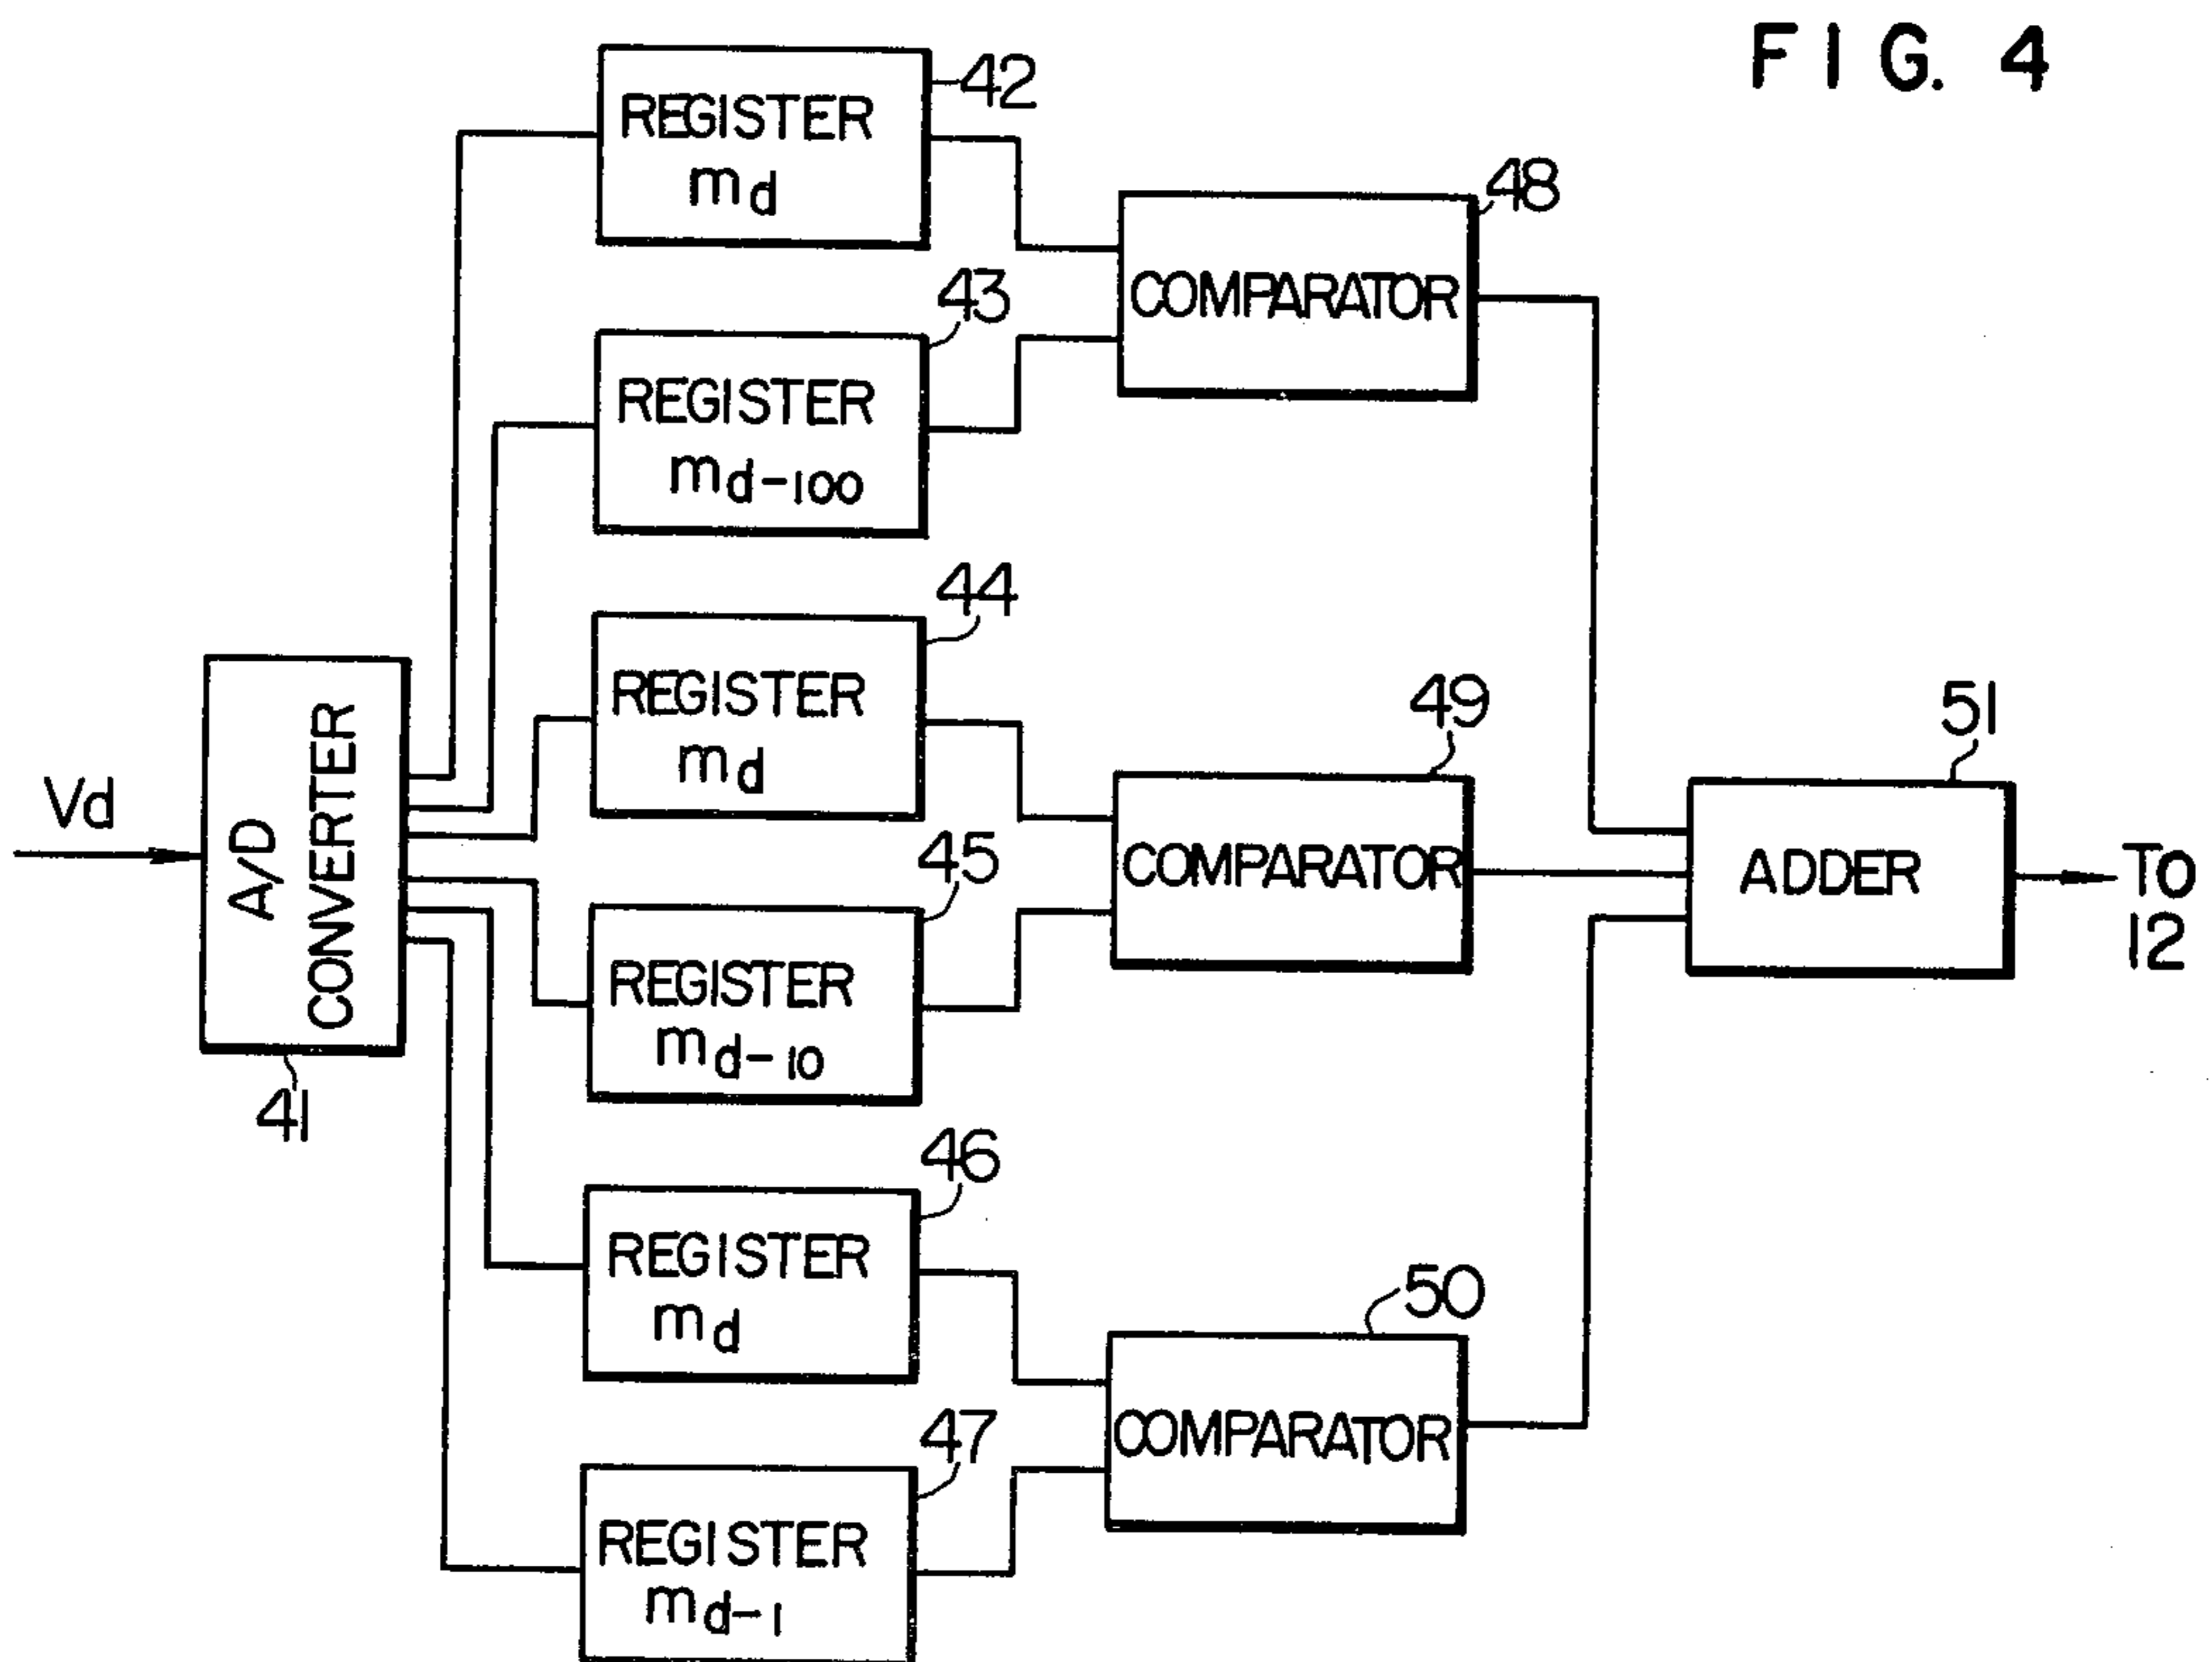 FIG. 4
42
REGISTER
md
43
REGISTER
md-100
48
COMPARATOR
44
REGISTER
md
45
REGISTER
md-10
49
COMPARATOR
51
ADDER
To
12
Vd
A/D
CONVERTER
41
46
REGISTER
md
47
REGISTER
md-1
50
COMPARATOR